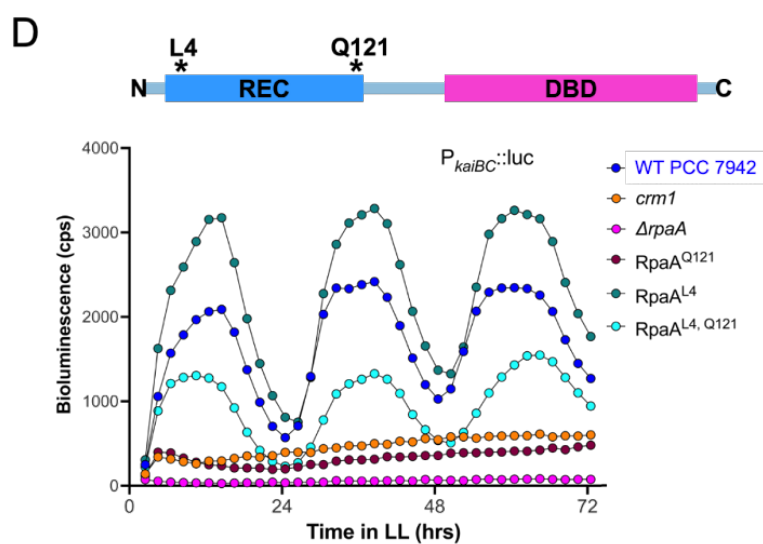 D
L4 Q121
* *
N REC DBD C
P_kaiBC::luc
4000
3000
2000
1000
0
Bioluminescence (cps)
0 24 48 72
Time in LL (hrs)
WT PCC 7942
crm1
ΔrpaA
RpaA^Q121
RpaA^L4
RpaA^L4, Q121